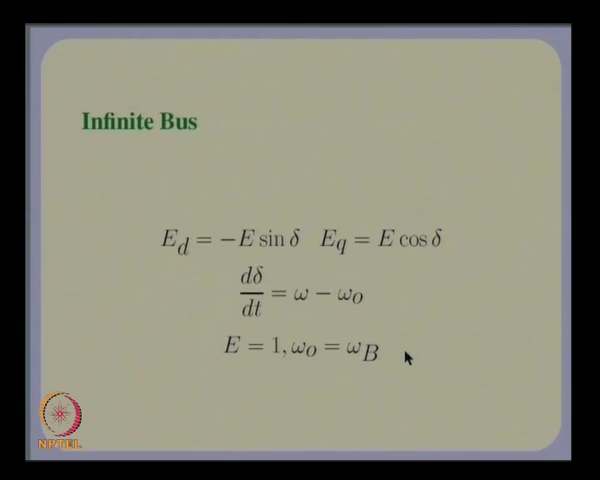 Infinite Bus
E_d = −E sin δ   E_q = E cos δ
dδ/dt = ω − ω_o
E = 1, ω_o = ω_B
NPTEL